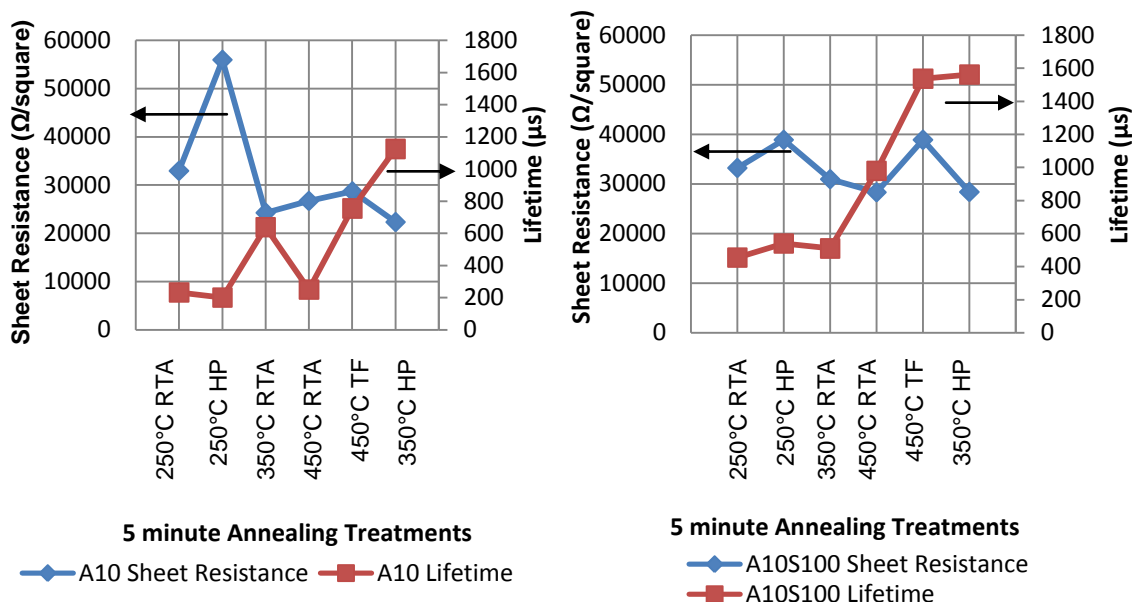 Sheet Resistance (Ω/square)
60000
50000
40000
30000
20000
10000
0
1800
1600
1400
1200
1000
800
600
400
200
0
Lifetime (µs)
250°C RTA
250°C HP
350°C RTA
450°C RTA
450°C TF
350°C HP
5 minute Annealing Treatments
A10 Sheet Resistance
A10 Lifetime
Sheet Resistance (Ω/square)
60000
50000
40000
30000
20000
10000
0
1800
1600
1400
1200
1000
800
600
400
200
0
Lifetime (µs)
250°C RTA
250°C HP
350°C RTA
450°C RTA
450°C TF
350°C HP
5 minute Annealing Treatments
A10S100 Sheet Resistance
A10S100 Lifetime